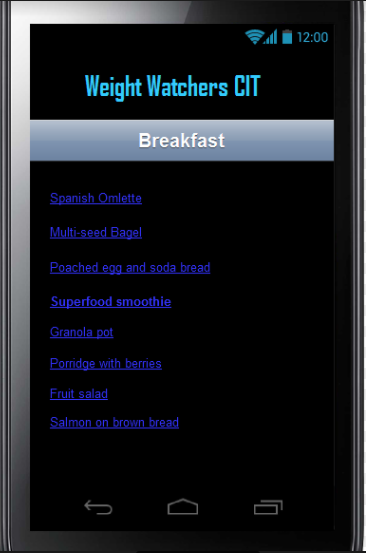 12:00
Weight Watchers CIT
Breakfast
Spanish Omlette
Multi-seed Bagel
Poached egg and soda bread
Superfood smoothie
Granola pot
Porridge with berries
Fruit salad
Salmon on brown bread